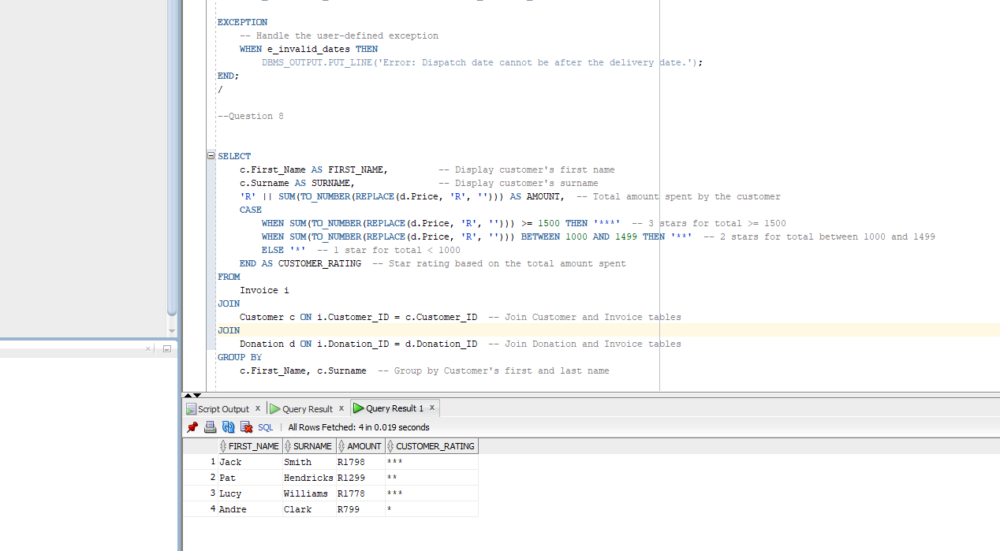 EXCEPTION
-- Handle the user-defined exception
WHEN e_invalid_dates THEN
DBMS_OUTPUT.PUT_LINE('Error: Dispatch date cannot be after the delivery date.');
END;
/
--Question 8
SELECT
c.First_Name AS FIRST_NAME, -- Display customer's first name
c.Surname AS SURNAME, -- Display customer's surname
'R' || SUM(TO_NUMBER(REPLACE(d.Price, 'R', ''))) AS AMOUNT, -- Total amount spent by the customer
CASE
WHEN SUM(TO_NUMBER(REPLACE(d.Price, 'R', ''))) >= 1500 THEN '***' -- 3 stars for total >= 1500
WHEN SUM(TO_NUMBER(REPLACE(d.Price, 'R', ''))) BETWEEN 1000 AND 1499 THEN '**' -- 2 stars for total between 1000 and 1499
ELSE '*' -- 1 star for total < 1000
END AS CUSTOMER_RATING -- Star rating based on the total amount spent
FROM
Invoice i
JOIN
Customer c ON i.Customer_ID = c.Customer_ID -- Join Customer and Invoice tables
JOIN
Donation d ON i.Donation_ID = d.Donation_ID -- Join Donation and Invoice tables
GROUP BY
c.First_Name, c.Surname -- Group by Customer's first and last name
Script Output x Query Result x Query Result 1 x
SQL | All Rows Fetched: 4 in 0.019 seconds
FIRST_NAME SURNAME AMOUNT CUSTOMER_RATING
1 Jack Smith R1798 ***
2 Pat Hendricks R1299 **
3 Lucy Williams R1778 ***
4 Andre Clark R799 *